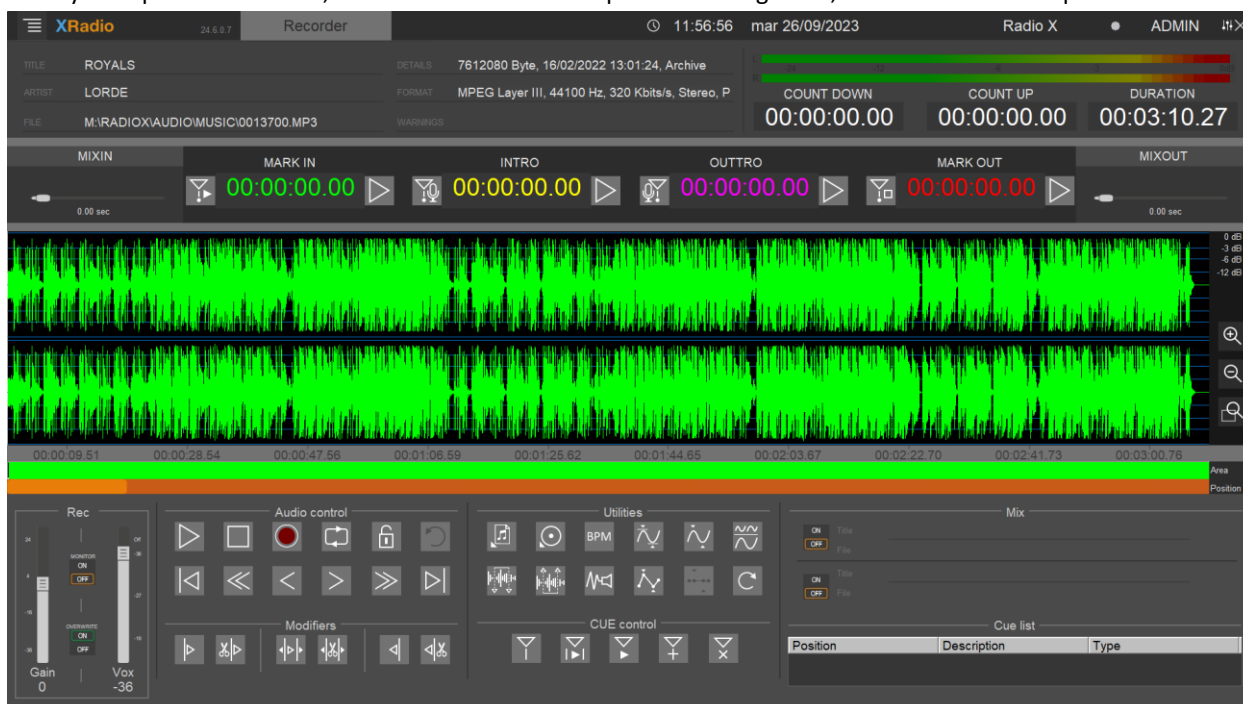 XRadio 24.6.0.7 Recorder 11:56:56 mar 26/09/2023 Radio X ADMIN
TITLE ROYALS DETAILS 7612080 Byte, 16/02/2022 13:01:24, Archive
ARTIST LORDE FORMAT MPEG Layer III, 44100 Hz, 320 Kbits/s, Stereo, P
FILE M:\RADIOX\AUDIO\MUSIC\0013700.MP3 WARNINGS
COUNT DOWN COUNT UP DURATION
00:00:00.00 00:00:00.00 00:03:10.27
MIXIN MARK IN INTRO OUTTRO MARK OUT MIXOUT
00:00:00.00 00:00:00.00 00:00:00.00 00:00:00.00
0.00 sec 0.00 sec
0 dB
-3 dB
-6 dB
-12 dB
00:00:09.51 00:00:28.54 00:00:47.56 00:01:06.59 00:01:25.62 00:01:44.65 00:02:03.67 00:02:22.70 00:02:41.73 00:03:00.76
Area
Position
Rec Audio control Utilities Mix
MONITOR
ON
OFF
OVERWRITE
ON
OFF
Gain Vox
0 -36
BPM
Modifiers CUE control
ON Title
OFF File
ON Title
OFF File
Cue list
Position Description Type